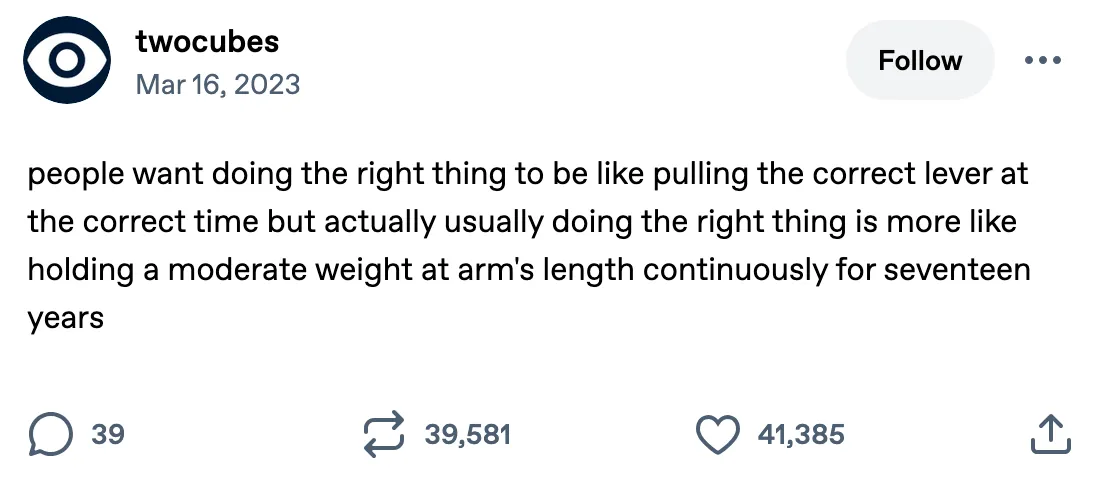 twocubes
Mar 16, 2023
Follow
people want doing the right thing to be like pulling the correct lever at
the correct time but actually usually doing the right thing is more like
holding a moderate weight at arm's length continuously for seventeen
years
39
39,581
41,385